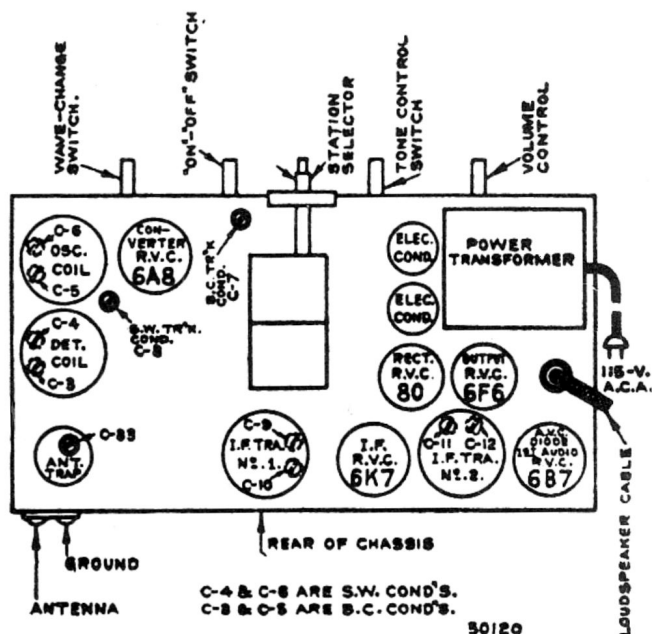 WAVE-CHANGE
SWITCH.
"ON"-"OFF" SWITCH
STATION
SELECTOR
TONE CONTROL
SWITCH
VOLUME
CONTROL
C-6
OSC.
COIL
C-5
CON-
VERTER
R.V.C.
6A8
B.C. TR'M.
COND.
C-7
ELEC.
COND.
POWER
TRANSFORMER
S.W. TR'M.
COND.
C-8
ELEC.
COND.
C-4
DET.
COIL
C-3
RECT.
R.V.C.
80
OUTPUT
R.V.C.
6F6
115-V.
A.C.A.
C-33
ANT.
TRAP
C-9
I.F. TRA.
Nº.1.
C-10
I.F.
R.V.C.
6K7
C-11
C-12
I.F. TRA.
Nº.2.
A.V.C.
DIODE
1ST AUDIO
R.V.C.
6B7
LOUDSPEAKER CABLE
REAR OF CHASSIS
GROUND
ANTENNA
C-4 & C-6 ARE S.W. COND'S.
C-3 & C-5 ARE B.C. COND'S.
30120